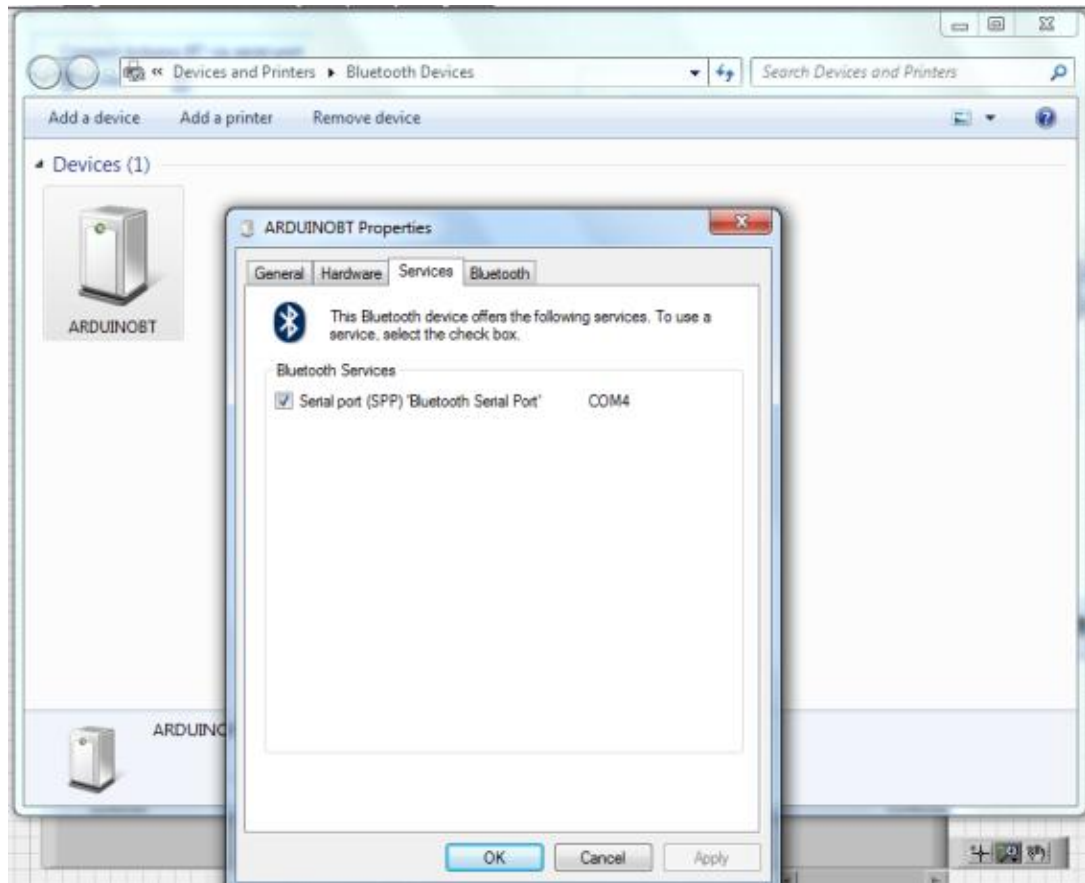 « Devices and Printers ▸ Bluetooth Devices
Search Devices and Printers
Add a device Add a printer Remove device
Devices (1)
ARDUINOBT
ARDUINOBT Properties
General Hardware Services Bluetooth
This Bluetooth device offers the following services. To use a
service, select the check box.
Bluetooth Services
Serial port (SPP) 'Bluetooth Serial Port' COM4
OK Cancel Apply